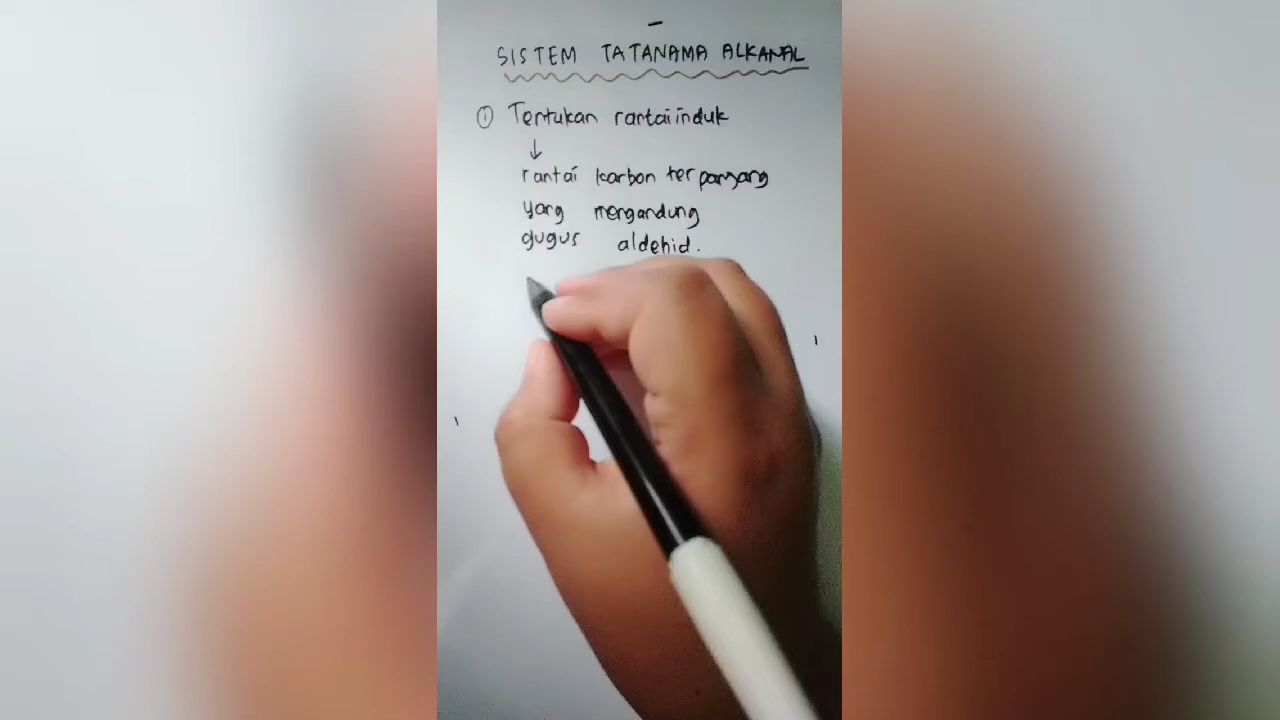 SISTEM TATANAMA ALKANAL
① Tentukan rantai induk
↓
rantai karbon terpanjang
yang mengandung
gugus aldehid.